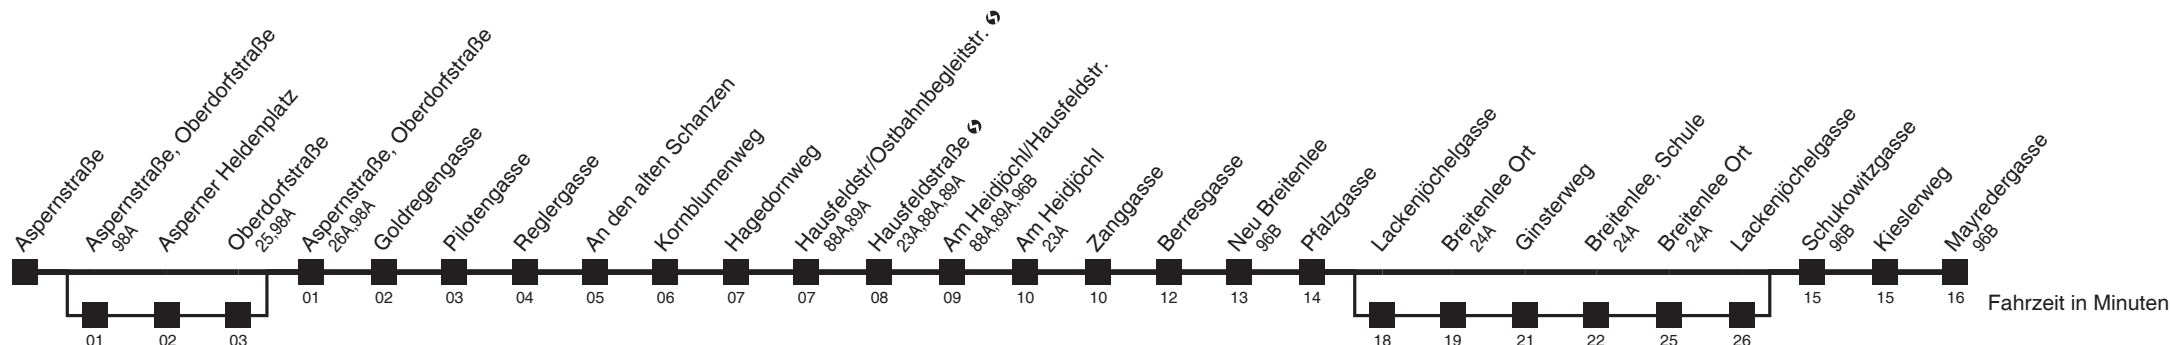 Aspernstraße
Aspernstraße, Oberdorfstraße
98A
Asperner Heldenplatz
Oberdorfstraße
25,98A
Aspernstraße, Oberdorfstraße
26A,98A
Goldregengasse
Pilotengasse
Reglergasse
An den alten Schanzen
Kornblumenweg
Hagedornweg
Hausfeldstr/Ostbahnbegleitstr.
88A,89A
Hausfeldstraße
23A,88A,89A
Am Heidjöchl/Hausfeldstr.
88A,89A,96B
Am Heidjöchl
23A
Zanggasse
Berresgasse
Neu Breitenlee
96B
Pfalzgasse
Lackenjöchelgasse
Breitenlee Ort
24A
Ginsterweg
Breitenlee, Schule
24A
Breitenlee Ort
24A
Lackenjöchelgasse
Schukowitzgasse
96B
Kieslerweg
Mayredergasse
96B
01 02 03 04 05 06 07 07 08 09 10 10 12 13 14 15 15 16
Fahrzeit in Minuten
01 02 03 18 19 21 22 25 26